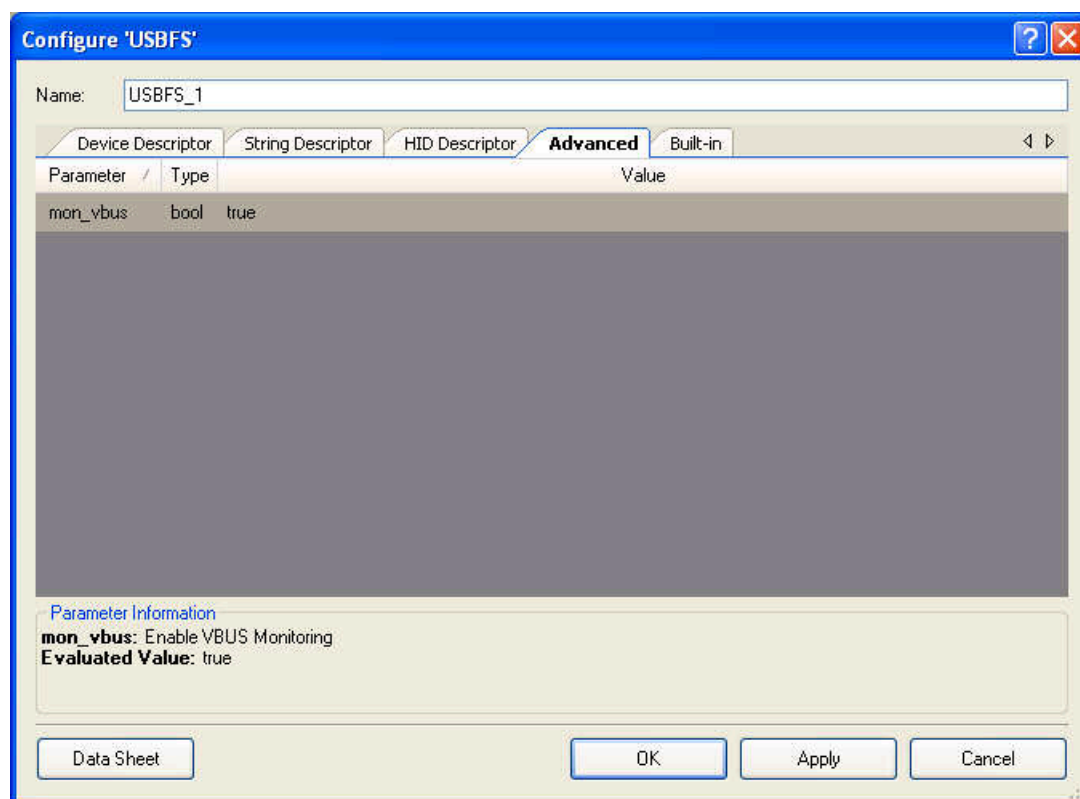 Configure 'USBFS'
Name: USBFS_1
Device Descriptor String Descriptor HID Descriptor Advanced Built-in
Parameter / Type Value
mon_vbus bool true
Parameter Information
mon_vbus: Enable VBUS Monitoring
Evaluated Value: true
Data Sheet OK Apply Cancel